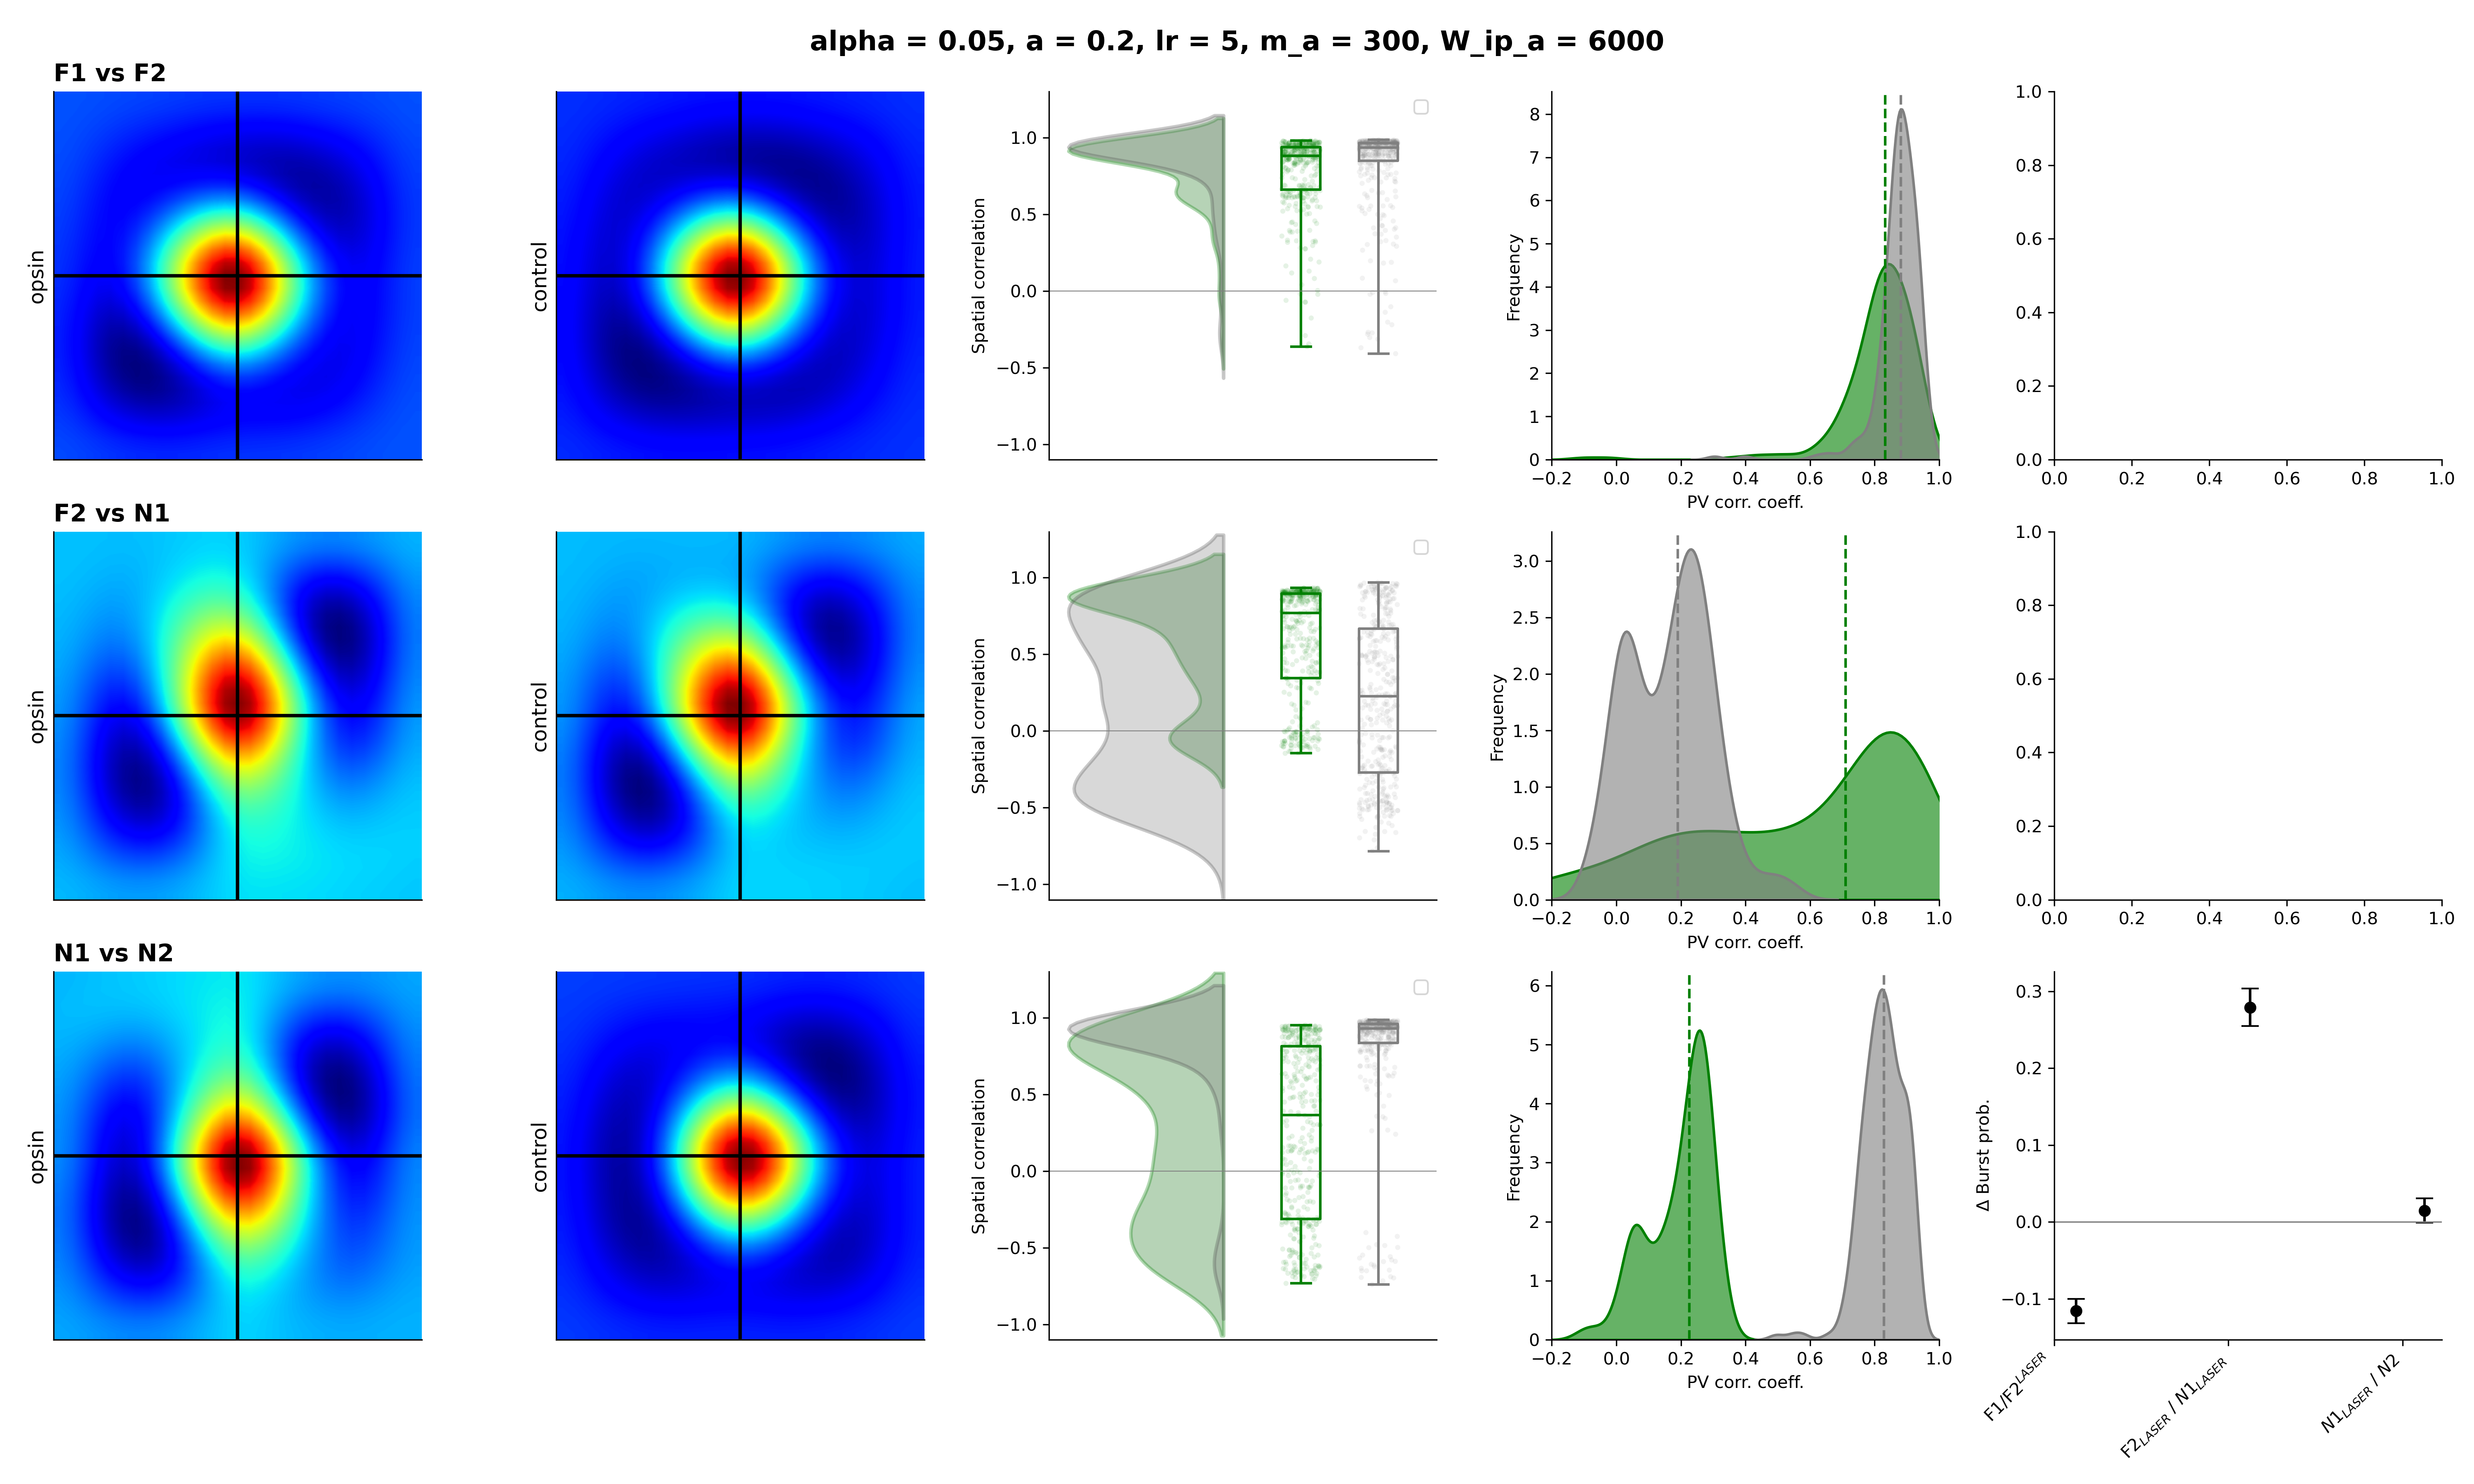 alpha = 0.05, a = 0.2, lr = 5, m_a = 300, W_ip_a = 6000
F1 vs F2
opsin
control
Spatial correlation
1.0
0.5
0.0
−0.5
−1.0
Frequency
8
7
6
5
4
3
2
1
0
−0.2 0.0 0.2 0.4 0.6 0.8 1.0
PV corr. coeff.
1.0
0.8
0.6
0.4
0.2
0.0
0.0 0.2 0.4 0.6 0.8 1.0
F2 vs N1
opsin
control
Spatial correlation
1.0
0.5
0.0
−0.5
−1.0
Frequency
3.0
2.5
2.0
1.5
1.0
0.5
0.0
−0.2 0.0 0.2 0.4 0.6 0.8 1.0
PV corr. coeff.
1.0
0.8
0.6
0.4
0.2
0.0
0.0 0.2 0.4 0.6 0.8 1.0
N1 vs N2
opsin
control
Spatial correlation
1.0
0.5
0.0
−0.5
−1.0
Frequency
6
5
4
3
2
1
0
−0.2 0.0 0.2 0.4 0.6 0.8 1.0
PV corr. coeff.
Δ Burst prob.
0.3
0.2
0.1
0.0
−0.1
F1/F2^LASER
F2_LASER / N1_LASER
N1_LASER / N2